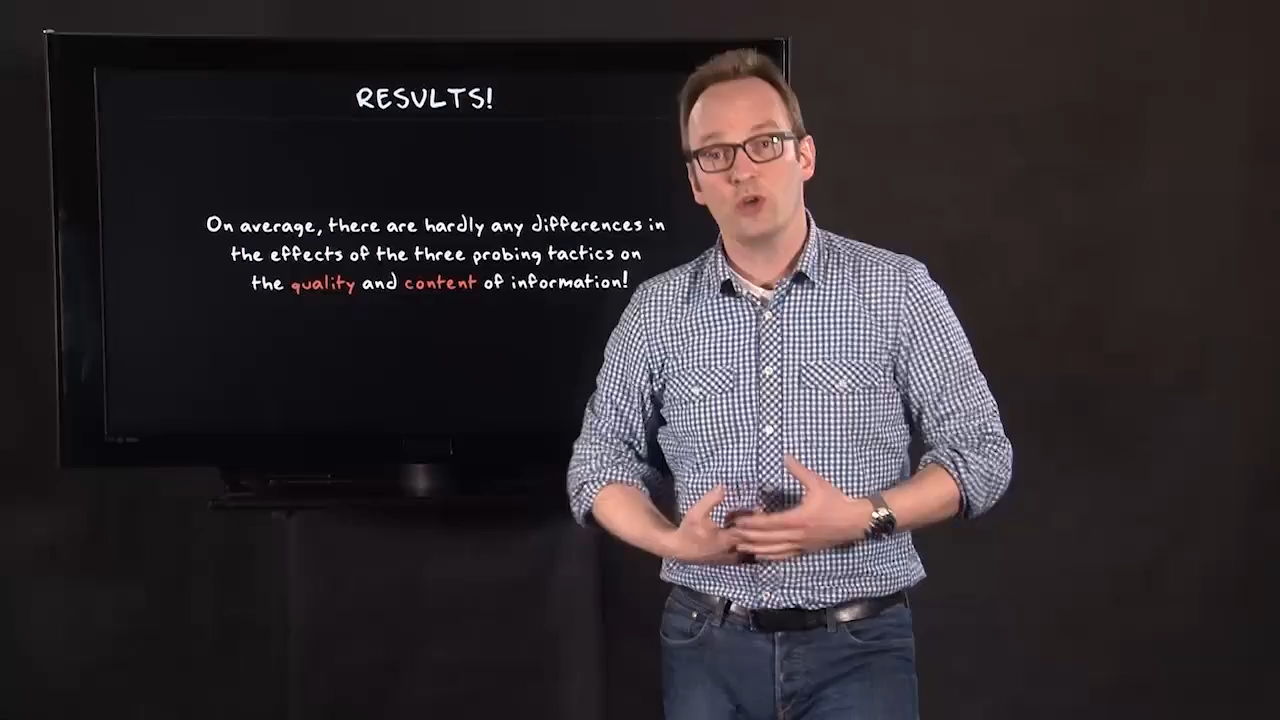 RESULTS!
On average, there are hardly any differences in
the effects of the three probing tactics on
the quality and content of information!